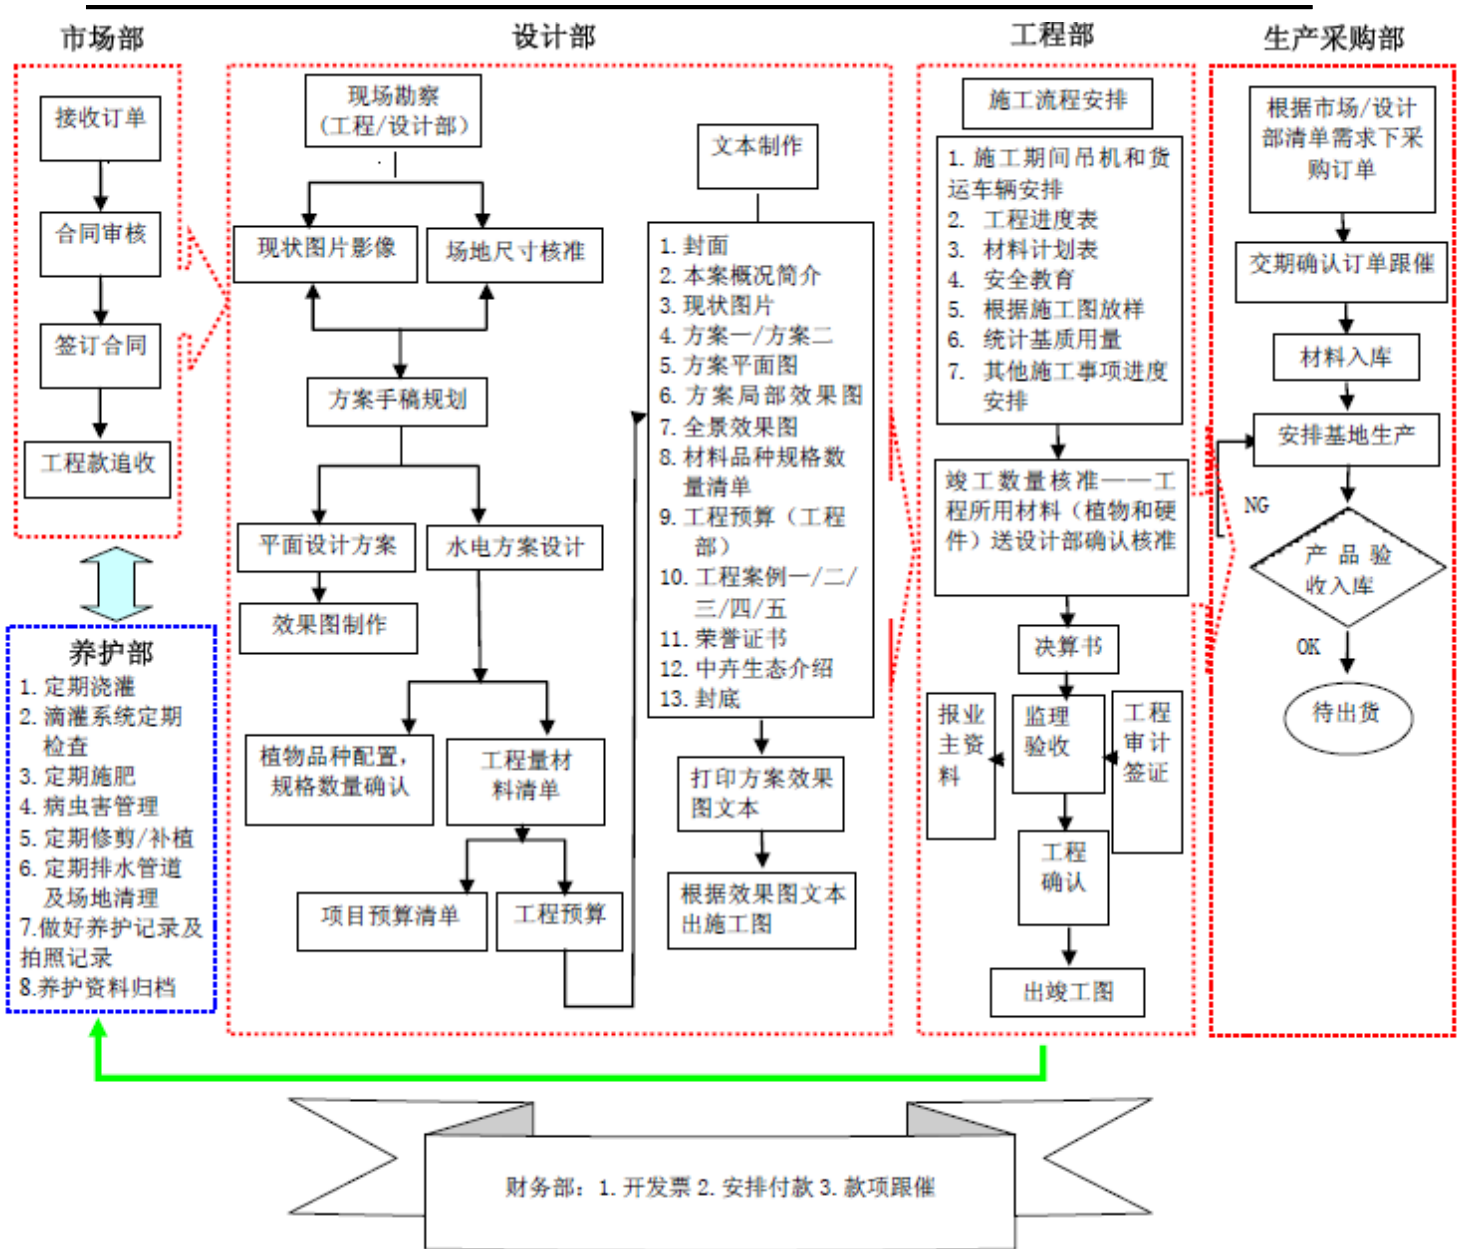 市场部
接收订单
合同审核
签订合同
工程款追收
养护部
1. 定期浇灌
2. 滴灌系统定期
检查
3. 定期施肥
4. 病虫害管理
5. 定期修剪/补植
6. 定期排水管道
及场地清理
7.做好养护记录及
拍照记录
8.养护资料归档
设计部
现场勘察
(工程/设计部)
现状图片影像
场地尺寸核准
方案手稿规划
平面设计方案
水电方案设计
效果图制作
植物品种配置，
规格数量确认
工程量材
料清单
项目预算清单
工程预算
文本制作
1. 封面
2. 本案概况简介
3. 现状图片
4. 方案一/方案二
5. 方案平面图
6. 方案局部效果图
7. 全景效果图
8. 材料品种规格数
量清单
9. 工程预算（工程
部）
10. 工程案例一/二/
三/四/五
11. 荣誉证书
12. 中卉生态介绍
13. 封底
打印方案效果
图文本
根据效果图文本
出施工图
工程部
施工流程安排
1. 施工期间吊机和货
运车辆安排
2. 工程进度表
3. 材料计划表
4. 安全教育
5. 根据施工图放样
6. 统计基质用量
7. 其他施工事项进度
安排
竣工数量核准——工
程所用材料（植物和硬
件）送设计部确认核准
决算书
报业
主资
料
监理
验收
工程
审计
签证
工程
确认
出竣工图
生产采购部
根据市场/设计
部清单需求下采
购订单
交期确认订单跟催
材料入库
安排基地生产
NG
产 品 验
收入库
OK
待出货
财务部：1. 开发票 2. 安排付款 3. 款项跟催